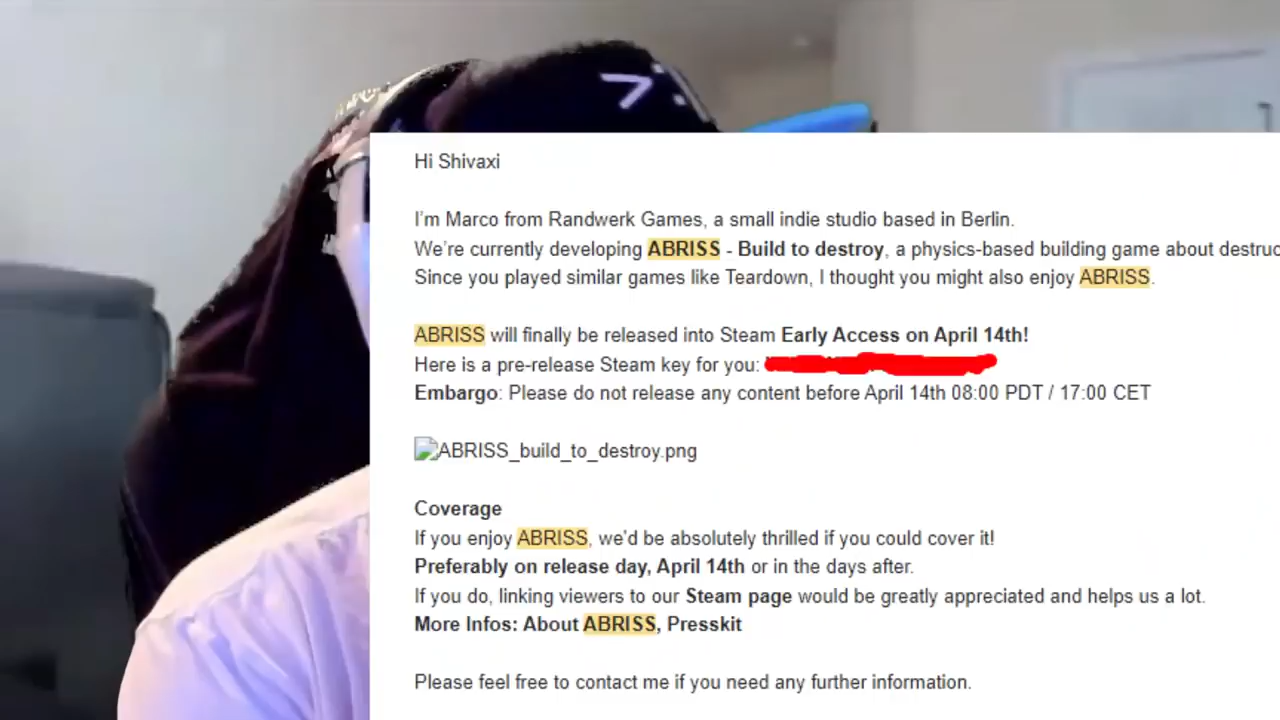 >:
Hi Shivaxi
I'm Marco from Randwerk Games, a small indie studio based in Berlin.
We're currently developing ABRISS - Build to destroy, a physics-based building game about destruc
Since you played similar games like Teardown, I thought you might also enjoy ABRISS.
ABRISS will finally be released into Steam Early Access on April 14th!
Here is a pre-release Steam key for you:
Embargo: Please do not release any content before April 14th 08:00 PDT / 17:00 CET
ABRISS_build_to_destroy.png
Coverage
If you enjoy ABRISS, we'd be absolutely thrilled if you could cover it!
Preferably on release day, April 14th or in the days after.
If you do, linking viewers to our Steam page would be greatly appreciated and helps us a lot.
More Infos: About ABRISS, Presskit
Please feel free to contact me if you need any further information.